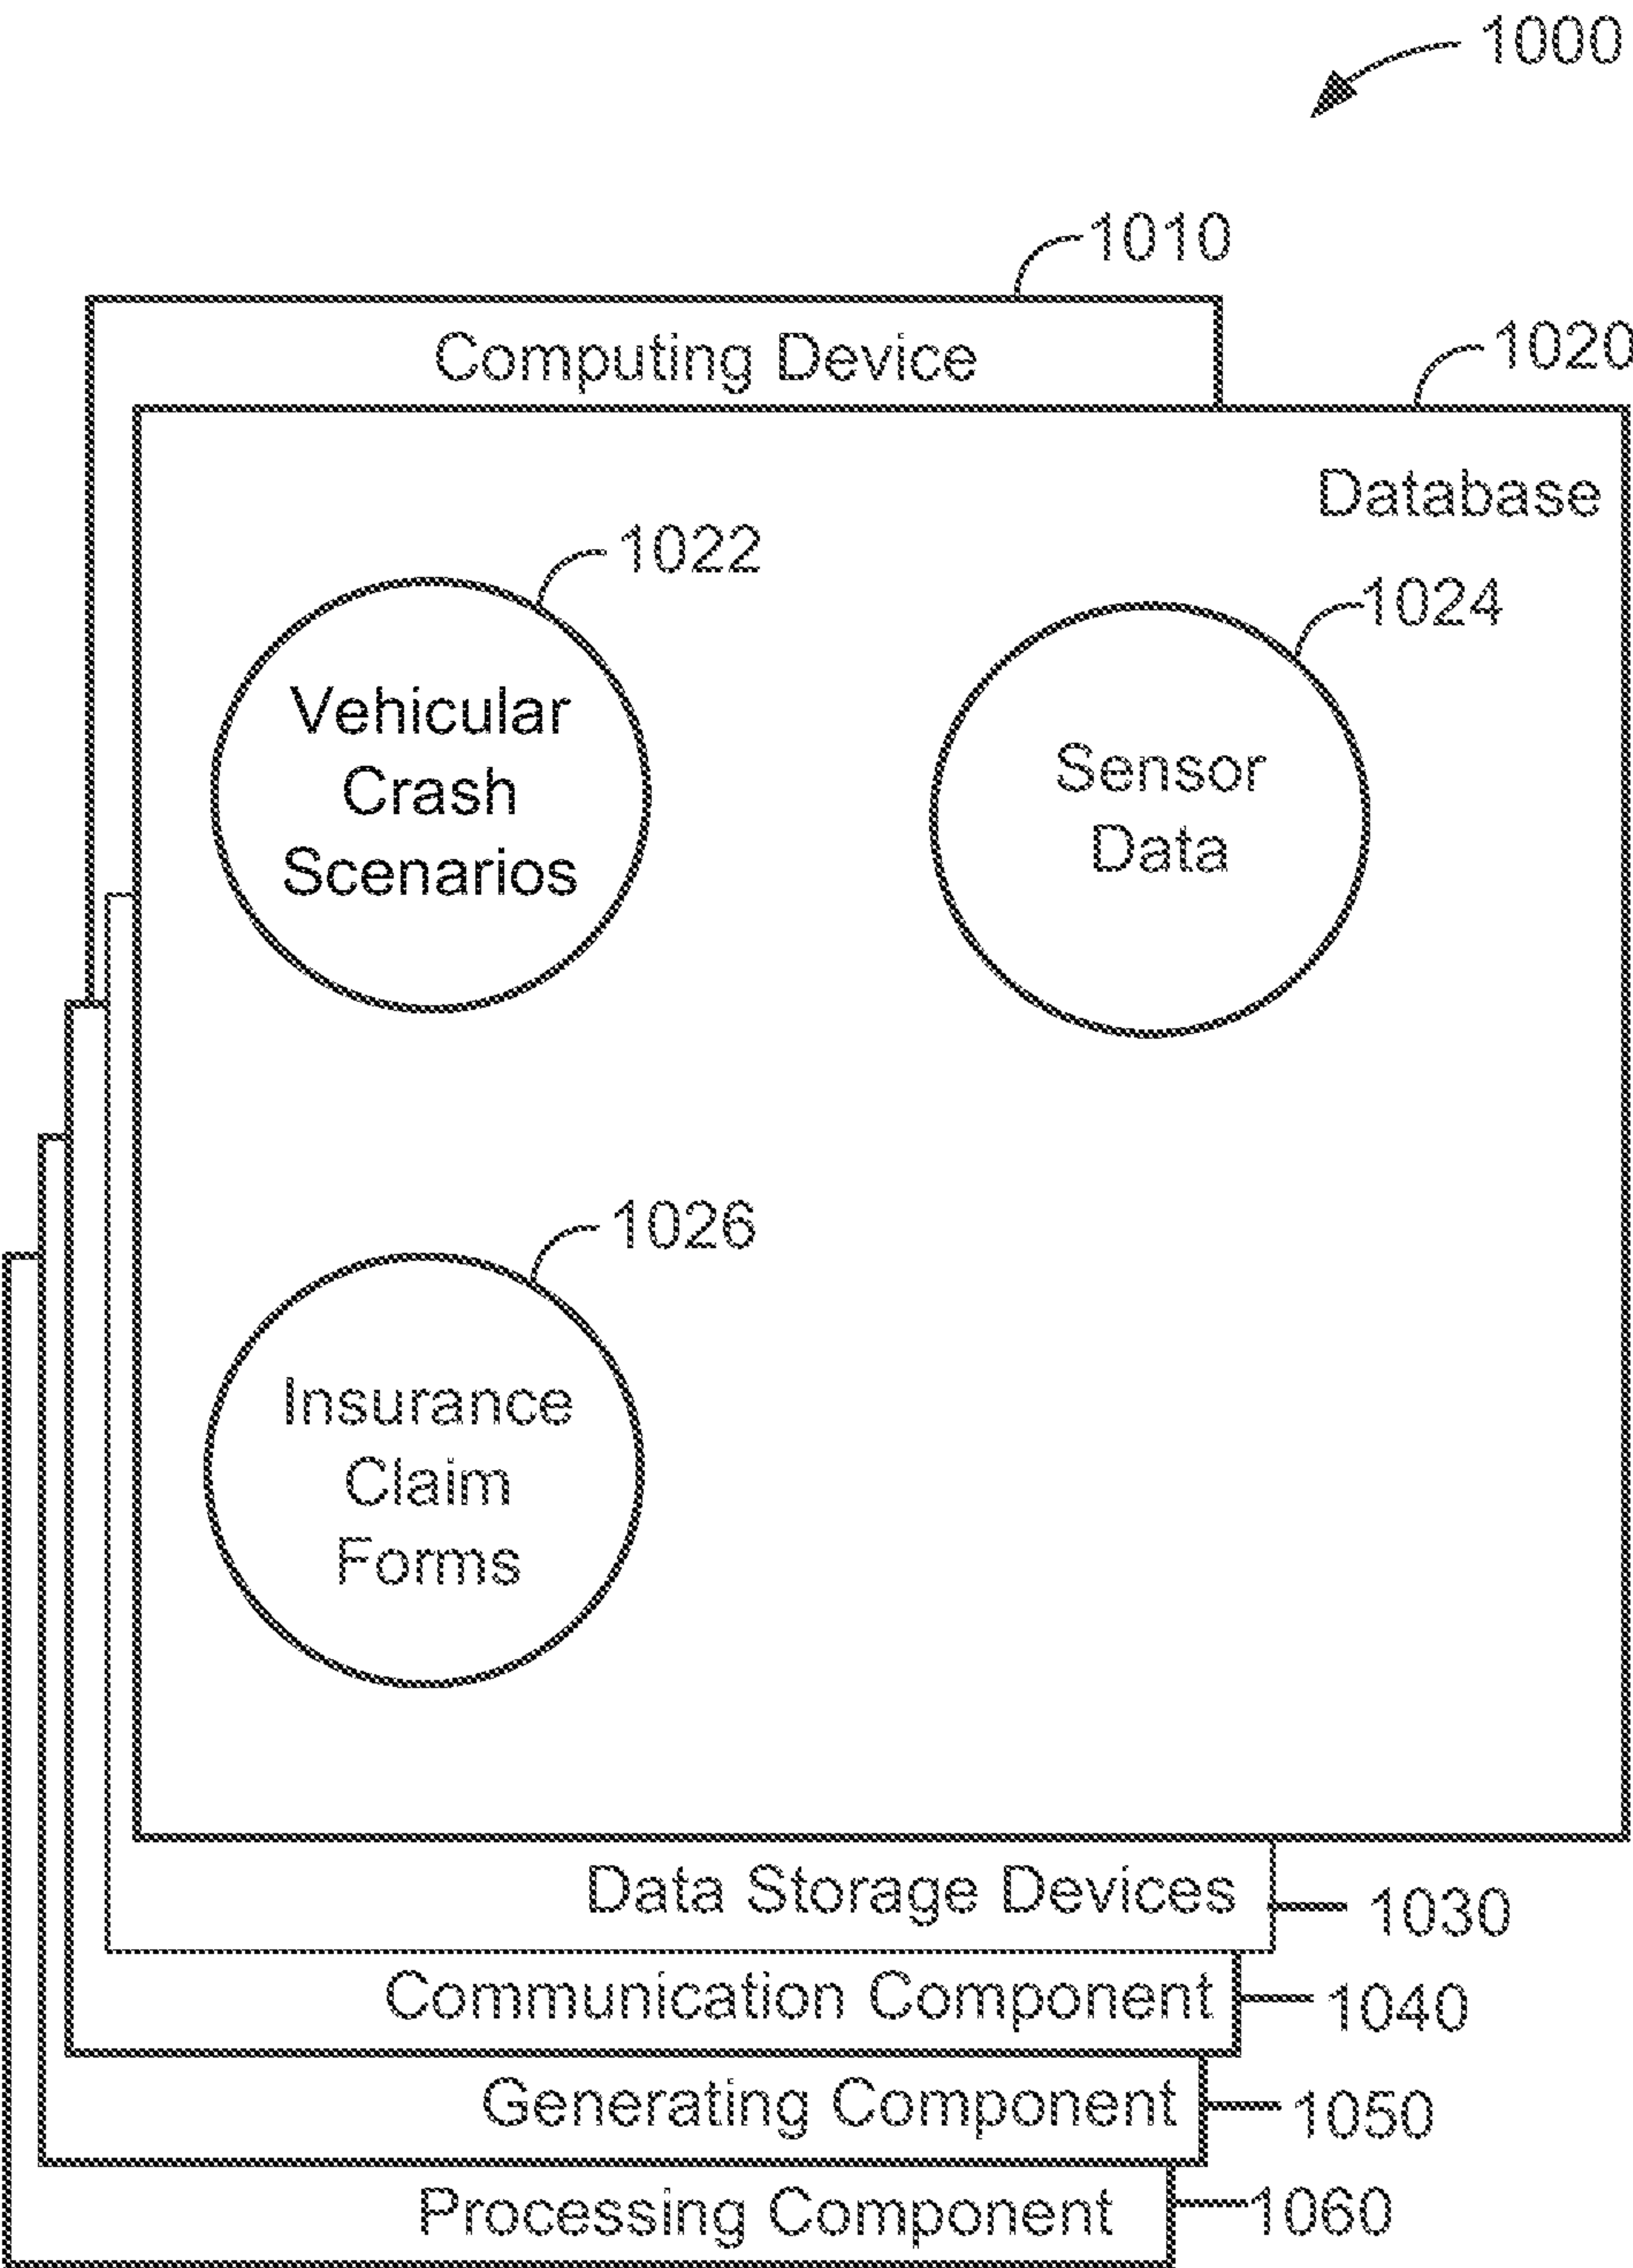 1000
1010
Computing Device
1020
Database
1022
1024
Vehicular
Crash
Scenarios
Sensor
Data
1026
Insurance
Claim
Forms
Data Storage Devices
1030
Communication Component
1040
Generating Component
1050
Processing Component
1060